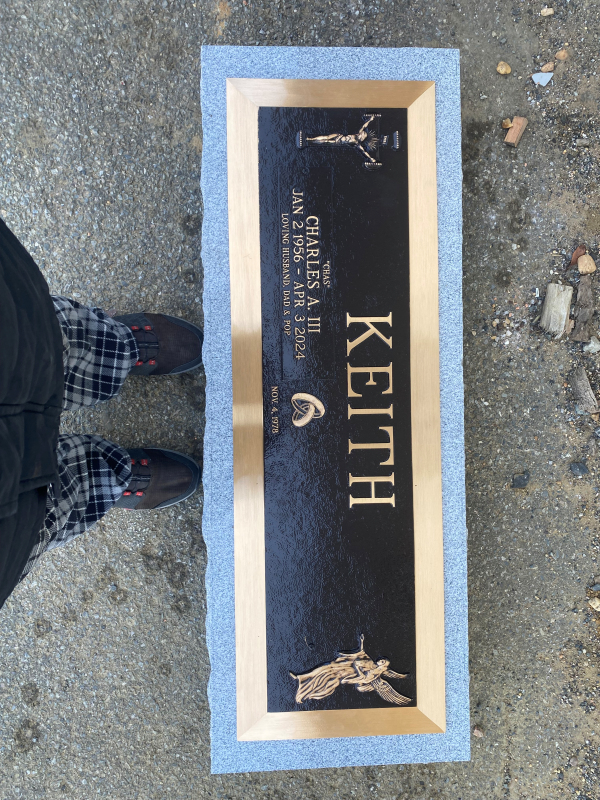 KEITH
"CHAS"
CHARLES A. III
JAN 2 1956 - APR 3 2024
LOVING HUSBAND, DAD & POP
NOV. 4, 1978